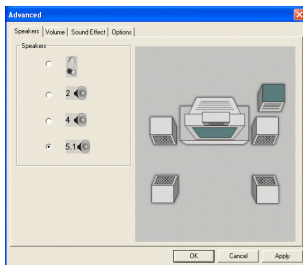 Advanced
Speakers Volume Sound Effect Options
Speakers
2
4
5.1
OK Cancel Apply